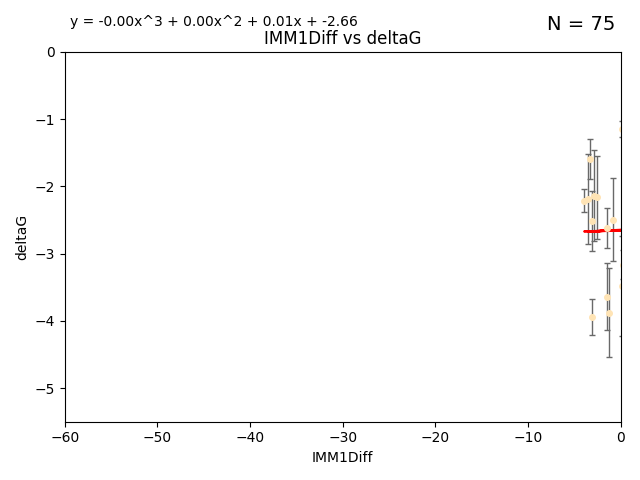 y = -0.00x^3 + 0.00x^2 + 0.01x + -2.66
N = 75
IMM1Diff vs deltaG
0
−1
−2
−3
−4
−5
deltaG
−60 −50 −40 −30 −20 −10 0
IMM1Diff